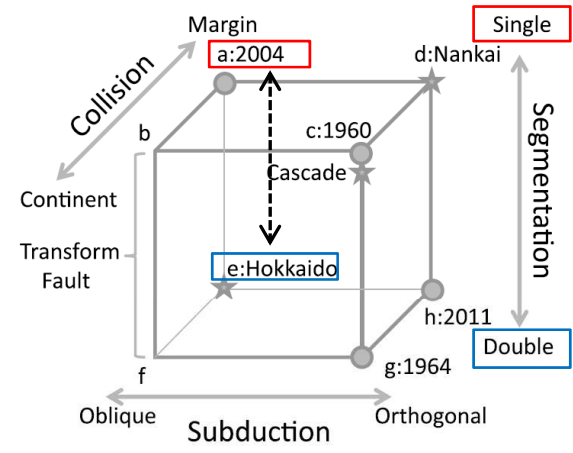 Margin
Single
a:2004
d:Nankai
Collision
b
c:1960
Cascade
Segmentation
Continent
Transform
Fault
e:Hokkaido
h:2011
Double
f
g:1964
Oblique
Orthogonal
Subduction